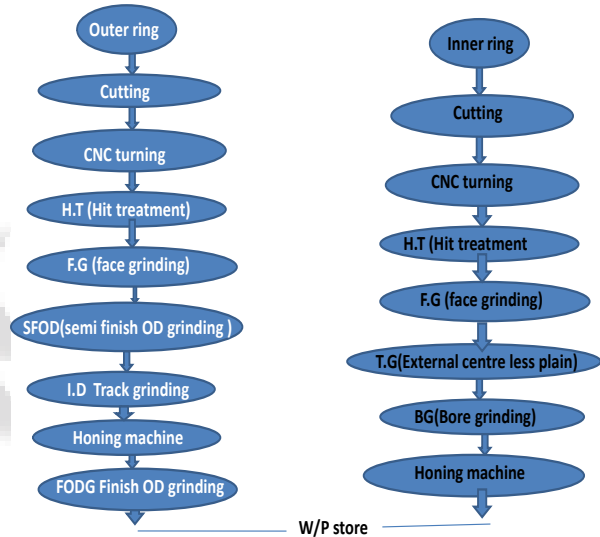 Outer ring
Cutting
CNC turning
H.T (Hit treatment)
F.G (face grinding)
SFOD(semi finish OD grinding )
I.D Track grinding
Honing machine
FODG Finish OD grinding
Inner ring
Cutting
CNC turning
H.T (Hit treatment
F.G (face grinding)
T.G(External centre less plain)
BG(Bore grinding)
Honing machine
W/P store